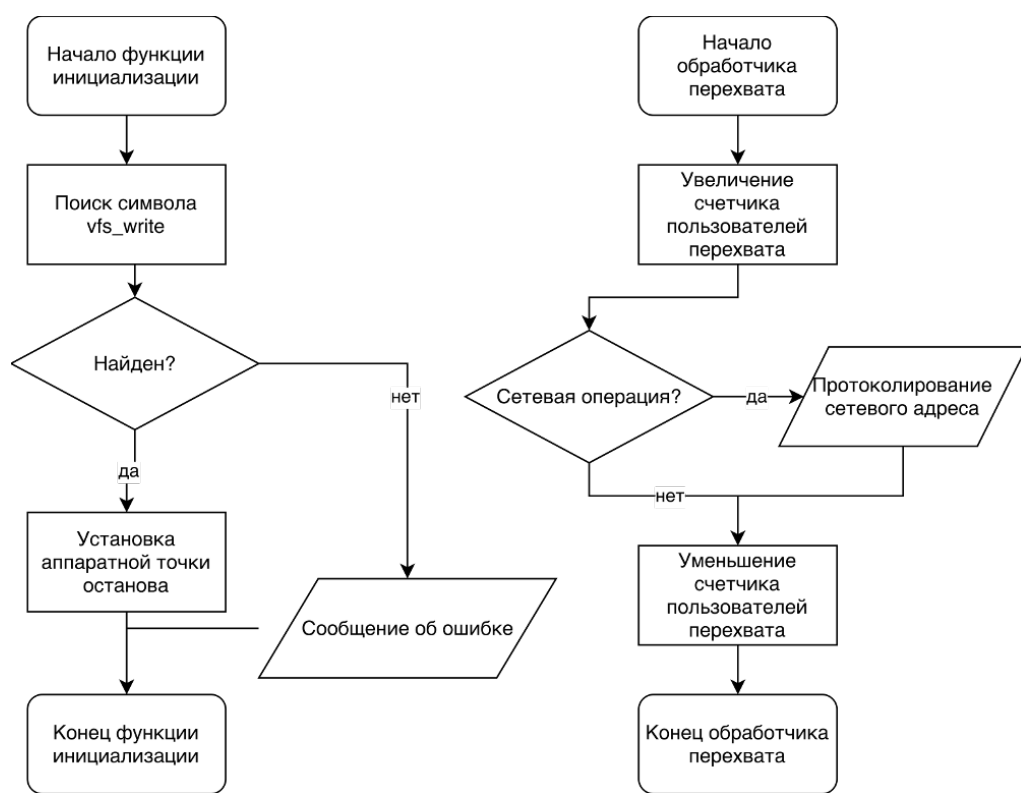 Начало функции
инициализации
Поиск символа
vfs_write
Найден?
нет
да
Установка
аппаратной точки
останова
Сообщение об ошибке
Конец функции
инициализации
Начало
обработчика
перехвата
Увеличение
счетчика
пользователей
перехвата
Сетевая операция?
да
Протоколирование
сетевого адреса
нет
Уменьшение
счетчика
пользователей
перехвата
Конец обработчика
перехвата